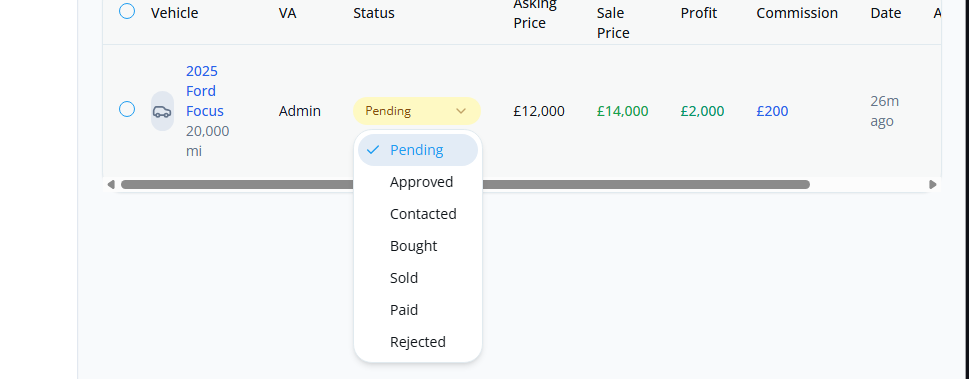 Vehicle
VA
Status
Asking
Price
Sale
Price
Profit
Commission
Date
A
2025
Ford
Focus
20,000
mi
Admin
Pending
£12,000
£14,000
£2,000
£200
26m
ago
Pending
Approved
Contacted
Bought
Sold
Paid
Rejected